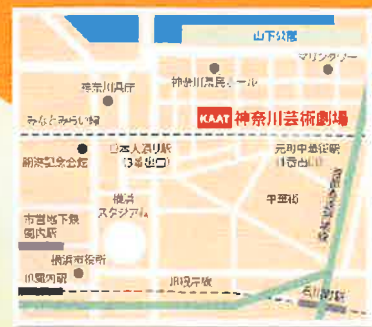 山下公園
マリンタワー
神奈川県民ホール
神奈川県庁
KAAT 神奈川芸術劇場
みなとみらい線
日本大通り駅
(3番出口)
元町中華街駅
(1番出口)
開港記念会館
横浜
スタジアム
中華街
市営地下鉄
関内駅
横浜市役所
JR関内駅
JR根岸線
石川町駅